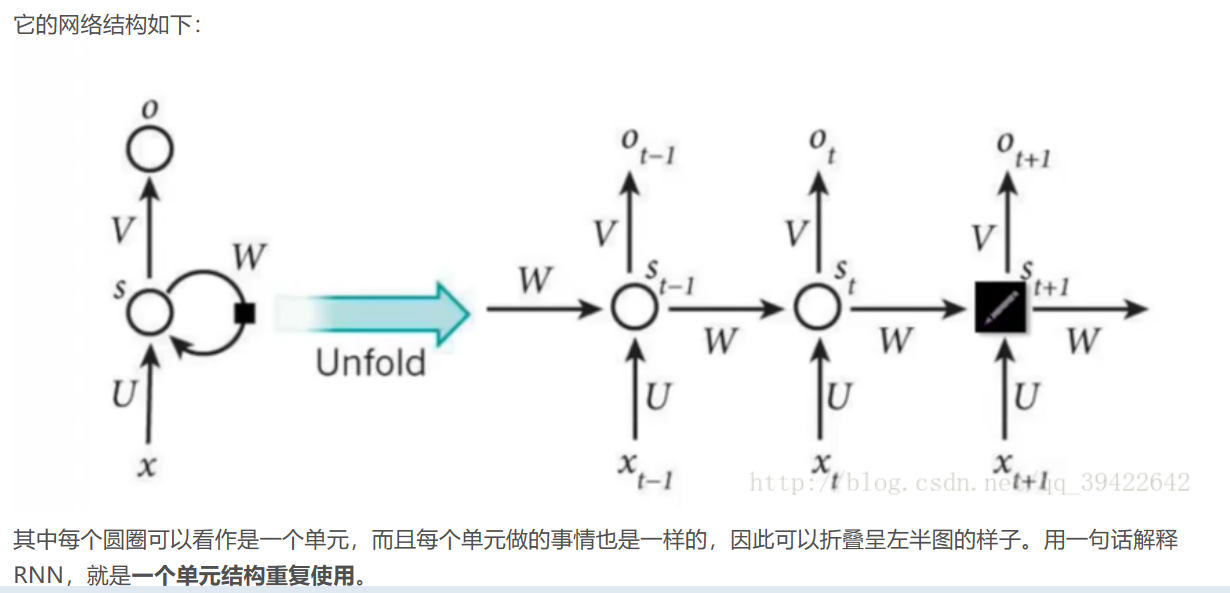 它的网络结构如下：
o
o t-1
o t
o t+1
V
V
V
V
W
s
W
s t-1
s t
s t+1
Unfold
W
W
W
U
U
U
U
x
x t-1
x t
x t+1
http://blog.csdn.net/qq_39422642
其中每个圆圈可以看作是一个单元，而且每个单元做的事情也是一样的，因此可以折叠呈左半图的样子。用一句话解释
RNN，就是一个单元结构重复使用。